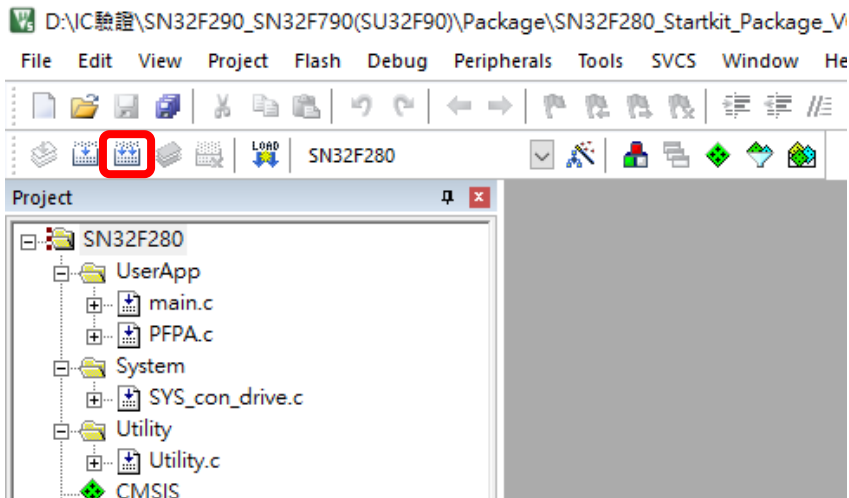 D:\IC驗證\SN32F290_SN32F790(SU32F90)\Package\SN32F280_Startkit_Package_V
File Edit View Project Flash Debug Peripherals Tools SVCS Window He
LOAD SN32F280
Project
SN32F280
UserApp
main.c
PFPA.c
System
SYS_con_drive.c
Utility
Utility.c
CMSIS